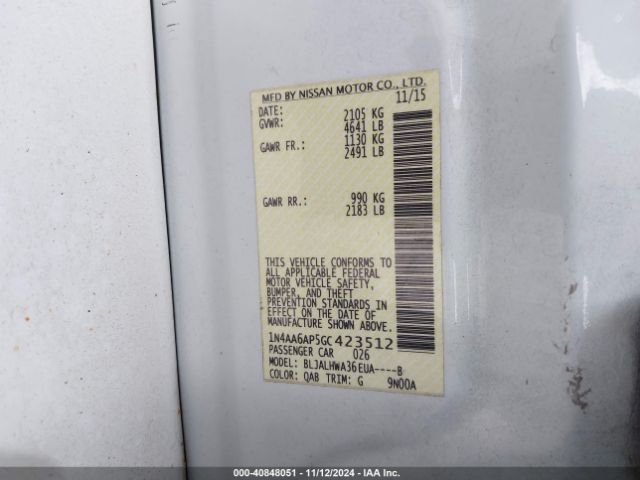 MFD BY NISSAN MOTOR CO., LTD.
DATE: 11/15
GVWR: 2105 KG
4641 LB
GAWR FR.: 1130 KG
2491 LB
GAWR RR.: 990 KG
2183 LB
THIS VEHICLE CONFORMS TO
ALL APPLICABLE FEDERAL
MOTOR VEHICLE SAFETY,
BUMPER, AND THEFT
PREVENTION STANDARDS IN
EFFECT ON THE DATE OF
MANUFACTURE SHOWN ABOVE.
1N4AA6AP5GC423512
PASSENGER CAR 026
MODEL: BLJALHWA36EUA----B
COLOR: QAB TRIM: G 9N00A
© - 40848051 - 11/12/2024 - IAA Inc.